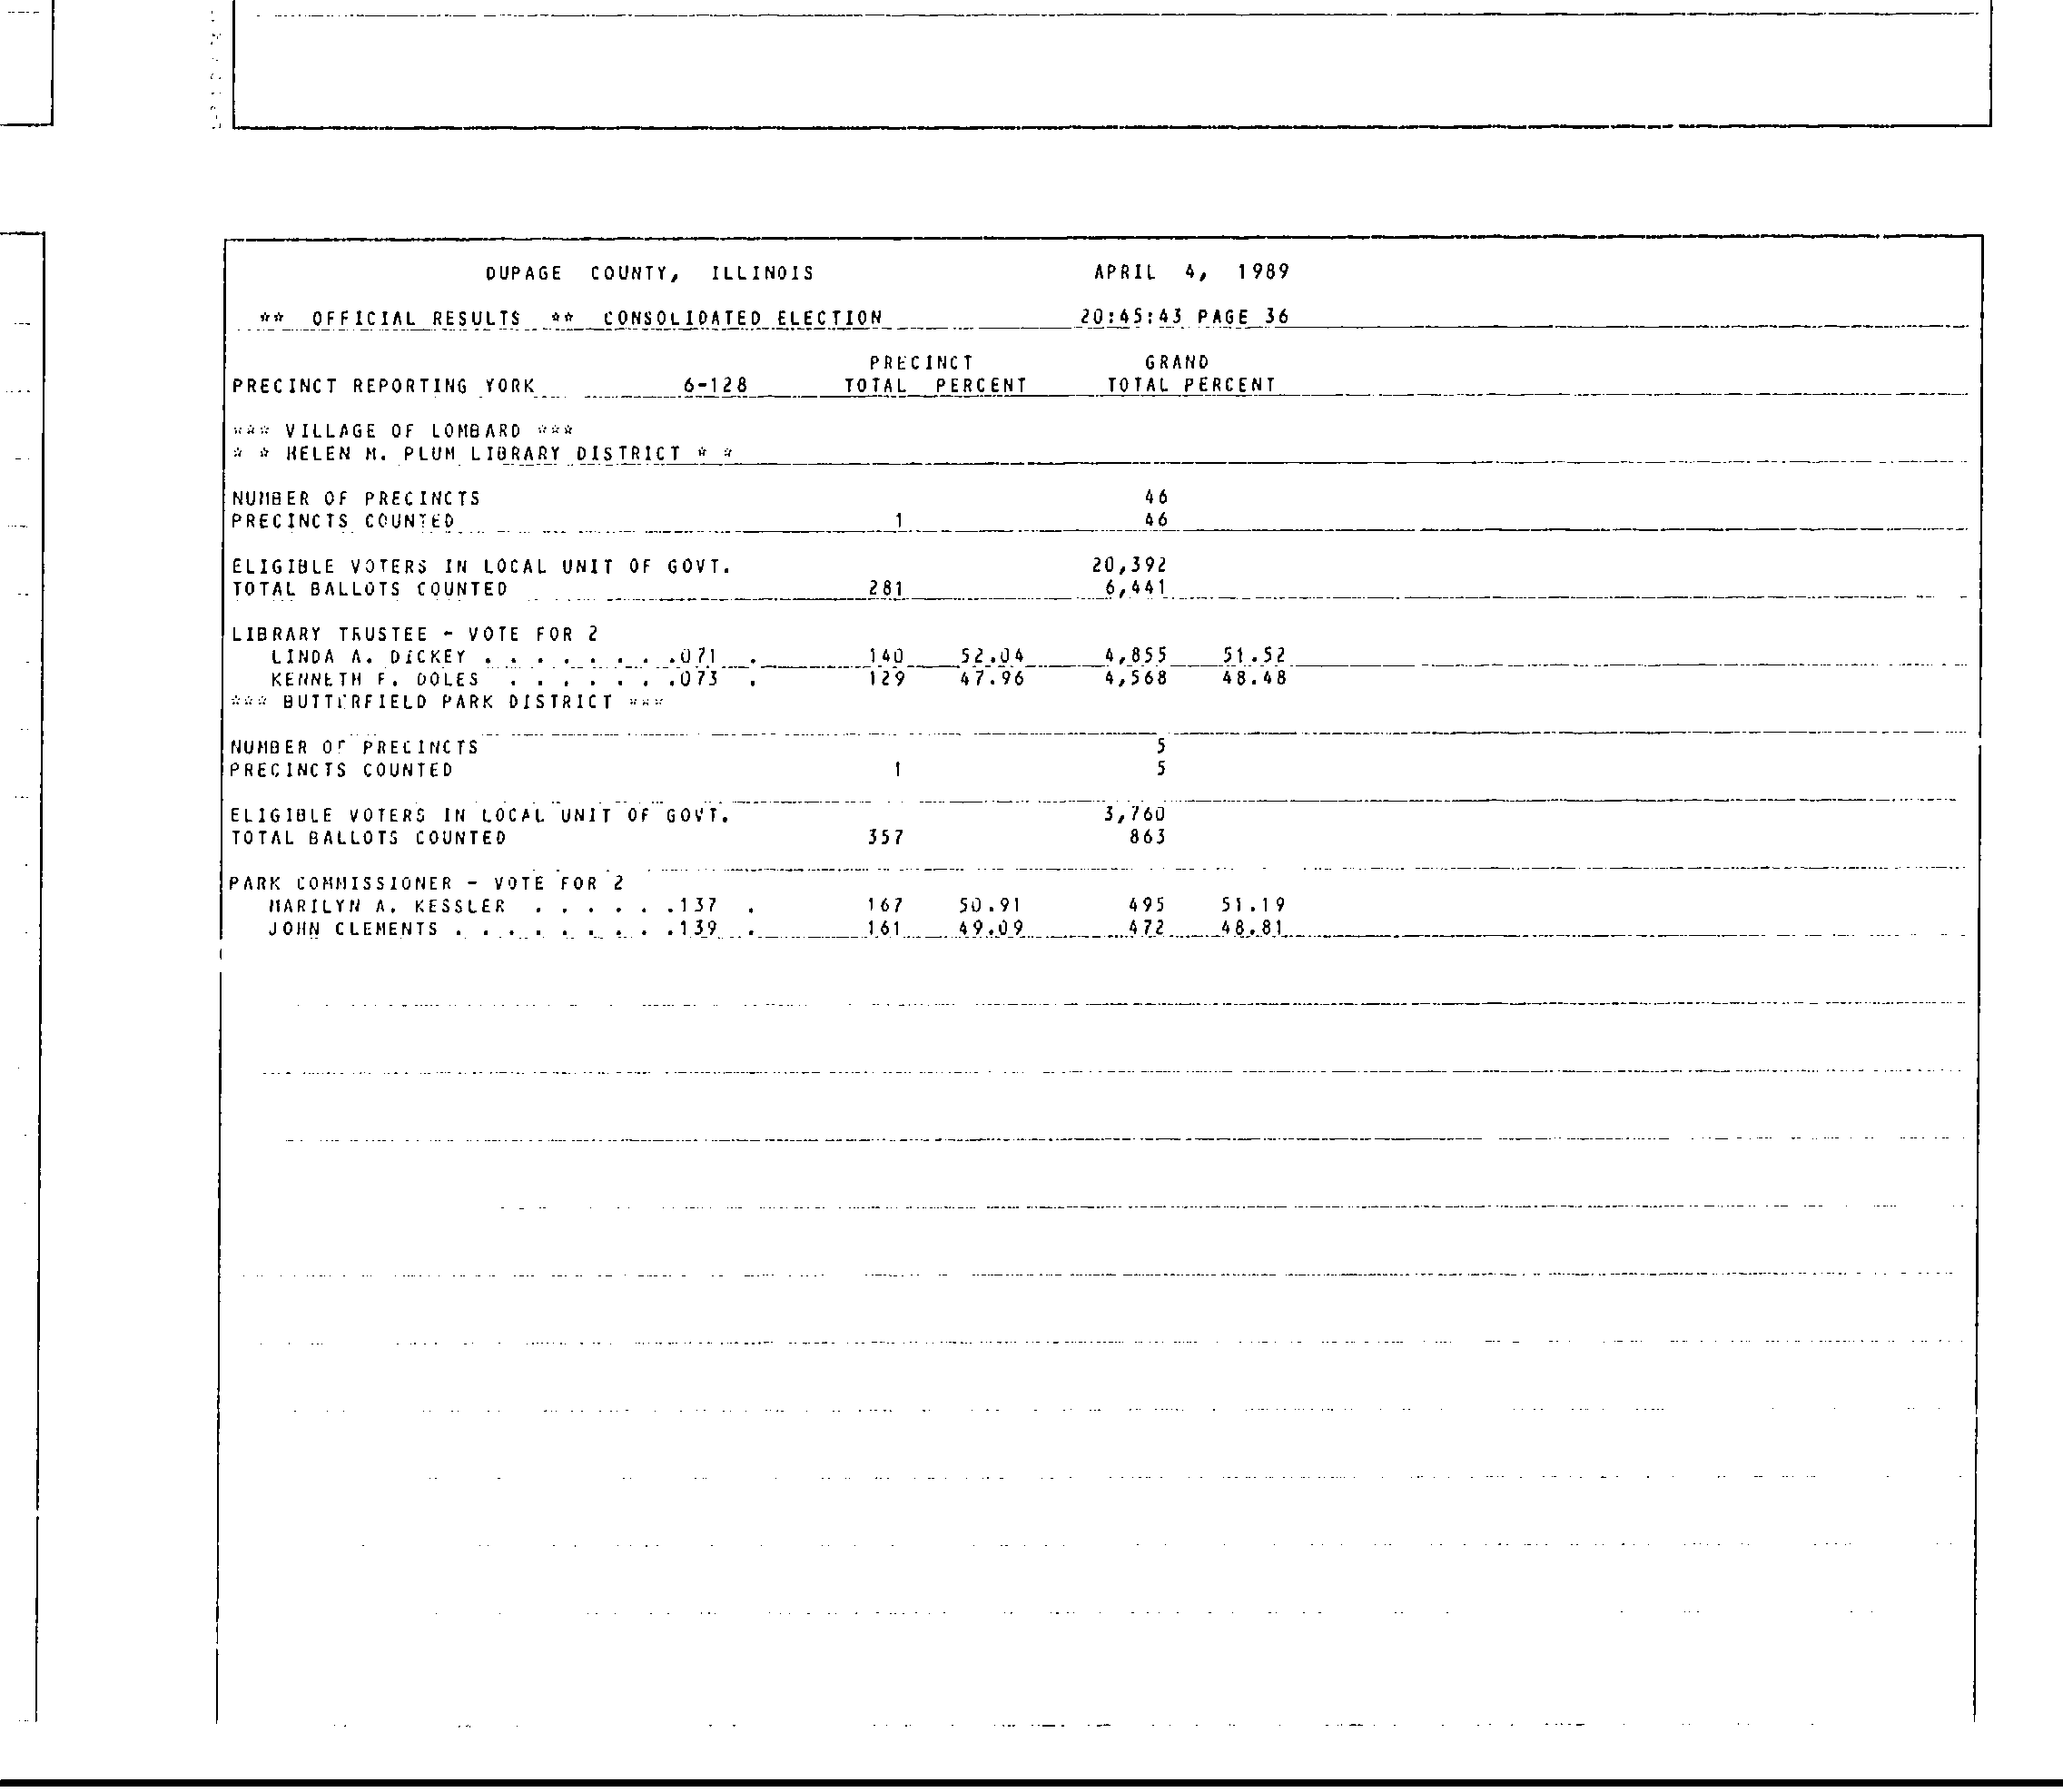 DUPAGE COUNTY, ILLINOIS APRIL 4, 1989
** OFFICIAL RESULTS ** CONSOLIDATED ELECTION 20:45:43 PAGE 36
PRECINCT GRAND
PRECINCT REPORTING YORK 6-128 TOTAL PERCENT TOTAL PERCENT
*** VILLAGE OF LOMBARD ***
* * HELEN M. PLUM LIBRARY DISTRICT * *
NUMBER OF PRECINCTS 46
PRECINCTS COUNTED 1 46
ELIGIBLE VOTERS IN LOCAL UNIT OF GOVT. 20,392
TOTAL BALLOTS COUNTED 281 6,441
LIBRARY TRUSTEE - VOTE FOR 2
LINDA A. DICKEY . . . . . . . .071 . 140 52.04 4,855 51.52
KENNETH F. DOLES . . . . . . .073 . 129 47.96 4,568 48.48
*** BUTTERFIELD PARK DISTRICT ***
NUMBER OF PRECINCTS 5
PRECINCTS COUNTED 1 5
ELIGIBLE VOTERS IN LOCAL UNIT OF GOVT. 3,760
TOTAL BALLOTS COUNTED 357 863
PARK COMMISSIONER - VOTE FOR 2
MARILYN A. KESSLER . . . . . .137 . 167 50.91 495 51.19
JOHN CLEMENTS . . . . . . . . .139 . 161 49.09 472 48.81